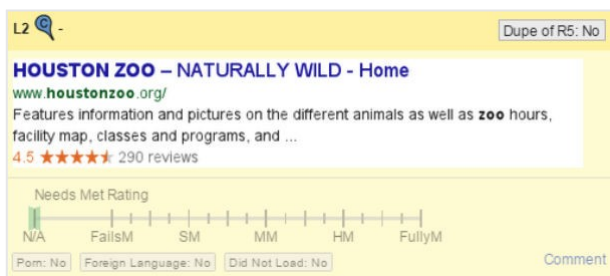 L2 C -
Dupe of R5: No
HOUSTON ZOO – NATURALLY WILD - Home
www.houstonzoo.org/
Features information and pictures on the different animals as well as zoo hours,
facility map, classes and programs, and ...
4.5 ★★★★★ 290 reviews
Needs Met Rating
N/A FailsM SM MM HM FullyM
Porn: No Foreign Language: No Did Not Load: No
Comment